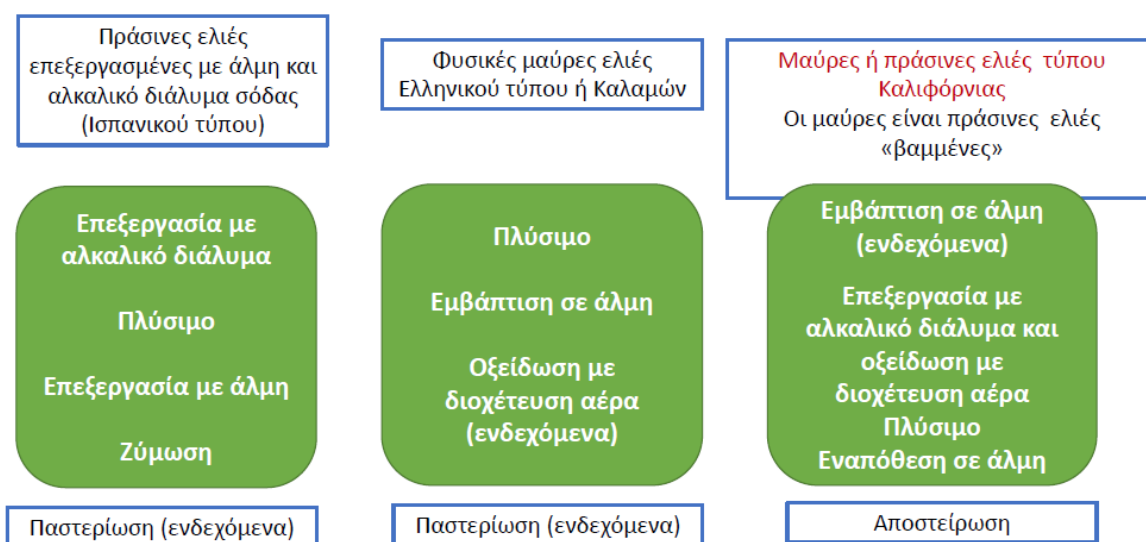 Πράσινες ελιές
επεξεργασμένες με άλμη και
αλκαλικό διάλυμα σόδας
(Ισπανικού τύπου)
Επεξεργασία με
αλκαλικό διάλυμα
Πλύσιμο
Επεξεργασία με άλμη
Ζύμωση
Παστερίωση (ενδεχόμενα)
Φυσικές μαύρες ελιές
Ελληνικού τύπου ή Καλαμών
Πλύσιμο
Εμβάπτιση σε άλμη
Οξείδωση με
διοχέτευση αέρα
(ενδεχόμενα)
Παστερίωση (ενδεχόμενα)
Μαύρες ή πράσινες ελιές τύπου
Καλιφόρνιας
Οι μαύρες είναι πράσινες ελιές
«βαμμένες»
Εμβάπτιση σε άλμη
(ενδεχόμενα)
Επεξεργασία με
αλκαλικό διάλυμα και
οξείδωση με
διοχέτευση αέρα
Πλύσιμο
Εναπόθεση σε άλμη
Αποστείρωση